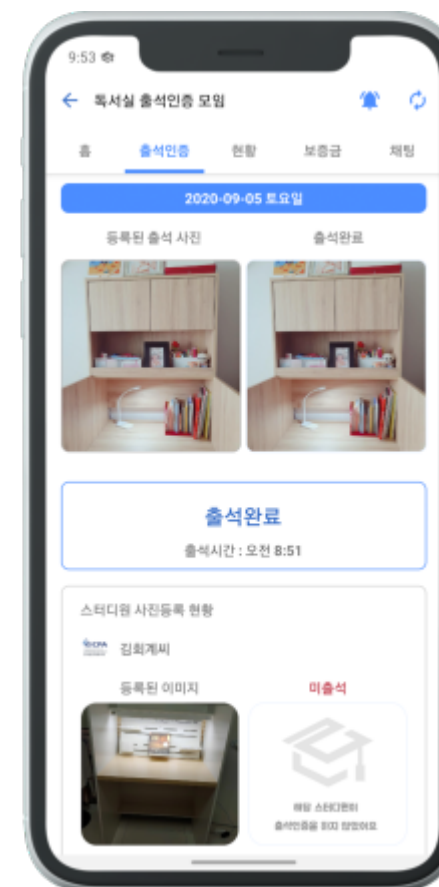 9:53
독서실 출석인증 모임
홈 출석인증 현황 보증금 채팅
2020-09-05 토요일
등록된 출석 사진 출석완료
출석완료
출석시간 : 오전 8:51
스터디원 사진등록 현황
CPA 김회계씨
등록된 이미지 미출석
해당 스터디원이
출석인증을 하지 않았어요